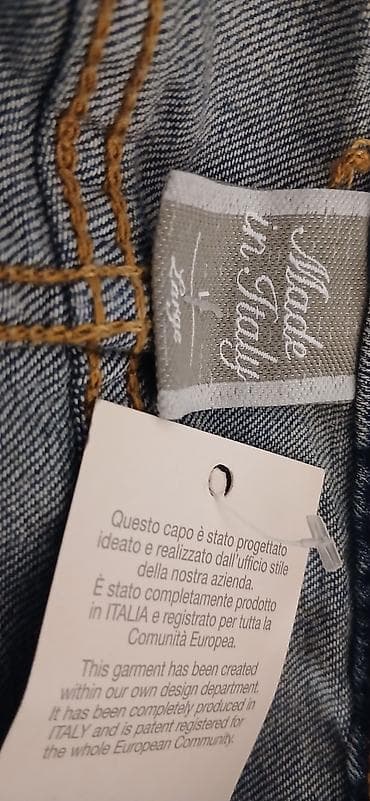 Made
in Italy
L
Large
Questo capo è stato progettato
ideato e realizzato dall'ufficio stile
della nostra azienda.
È stato completamente prodotto
in ITALIA e registrato per tutta la
Comunità Europea.
This garment has been created
within our own design department.
It has been completely produced in
ITALY and is patent registered for
the whole European Community.